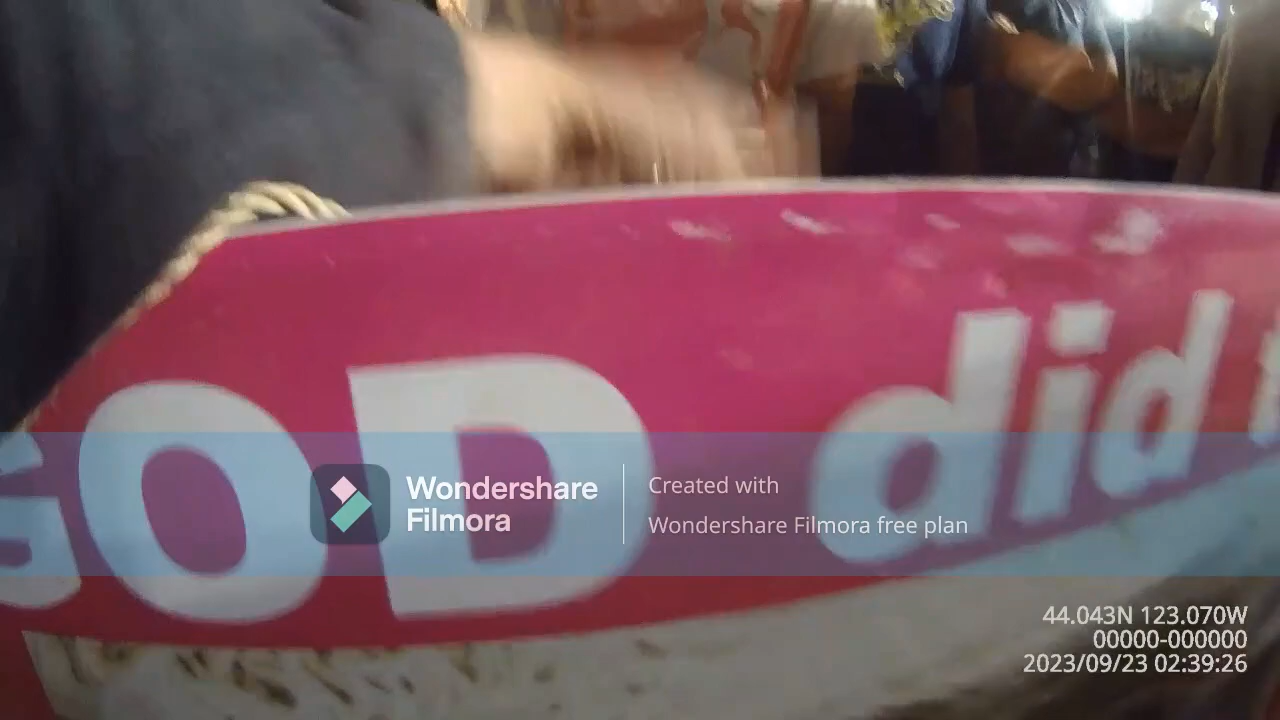 GOD did
Wondershare
Filmora
Created with
Wondershare Filmora free plan
44.043N 123.070W
00000-000000
2023/09/23 02:39:26